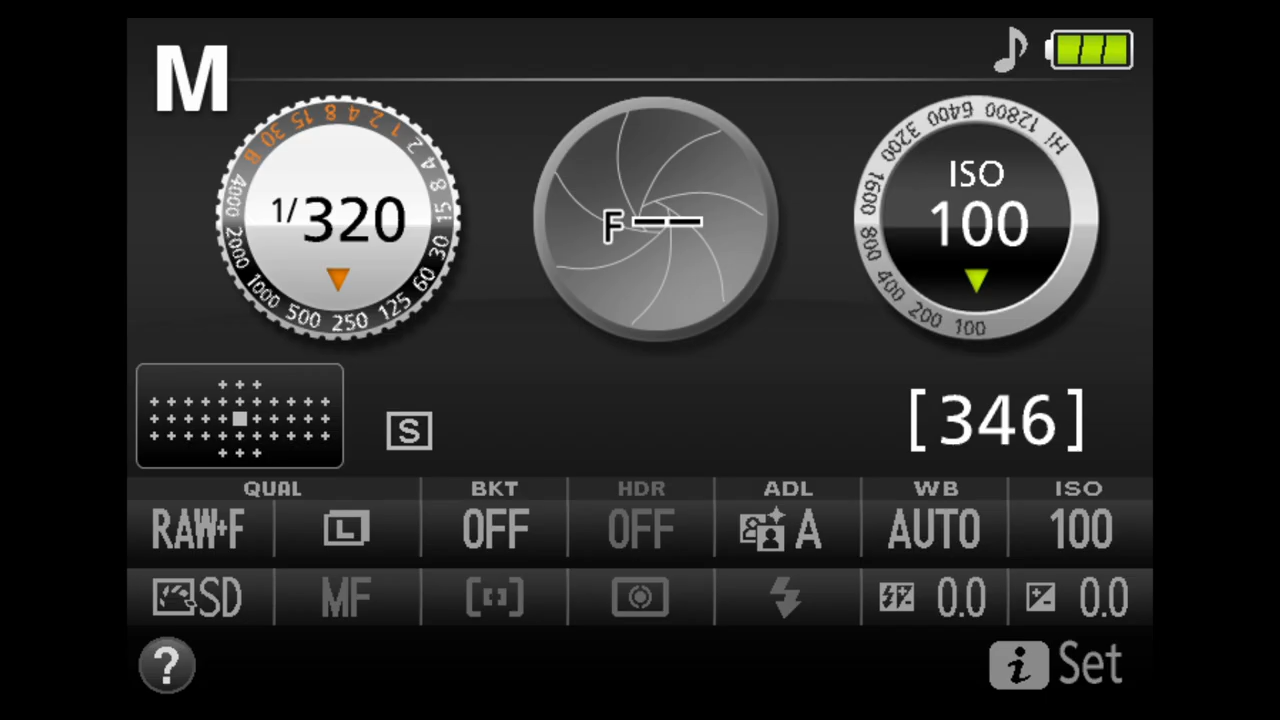 M
1/320
F--
ISO
100
B 30 15 8 4 2 1 2 4 8 15 30 60 125 250 500 1000 2000 4000
100 200 400 800 1600 3200 6400 12800 Hi
S
[346]
QUAL BKT HDR ADL WB ISO
RAW+F L OFF OFF A AUTO 100
SD MF 0.0 0.0
? i Set